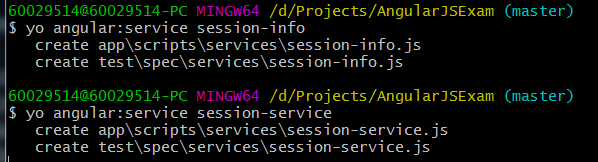 60029514@60029514-PC MINGW64 /d/Projects/AngularJSExam (master)
$ yo angular:service session-info
   create app\scripts\services\session-info.js
   create test\spec\services\session-info.js

60029514@60029514-PC MINGW64 /d/Projects/AngularJSExam (master)
$ yo angular:service session-service
   create app\scripts\services\session-service.js
   create test\spec\services\session-service.js